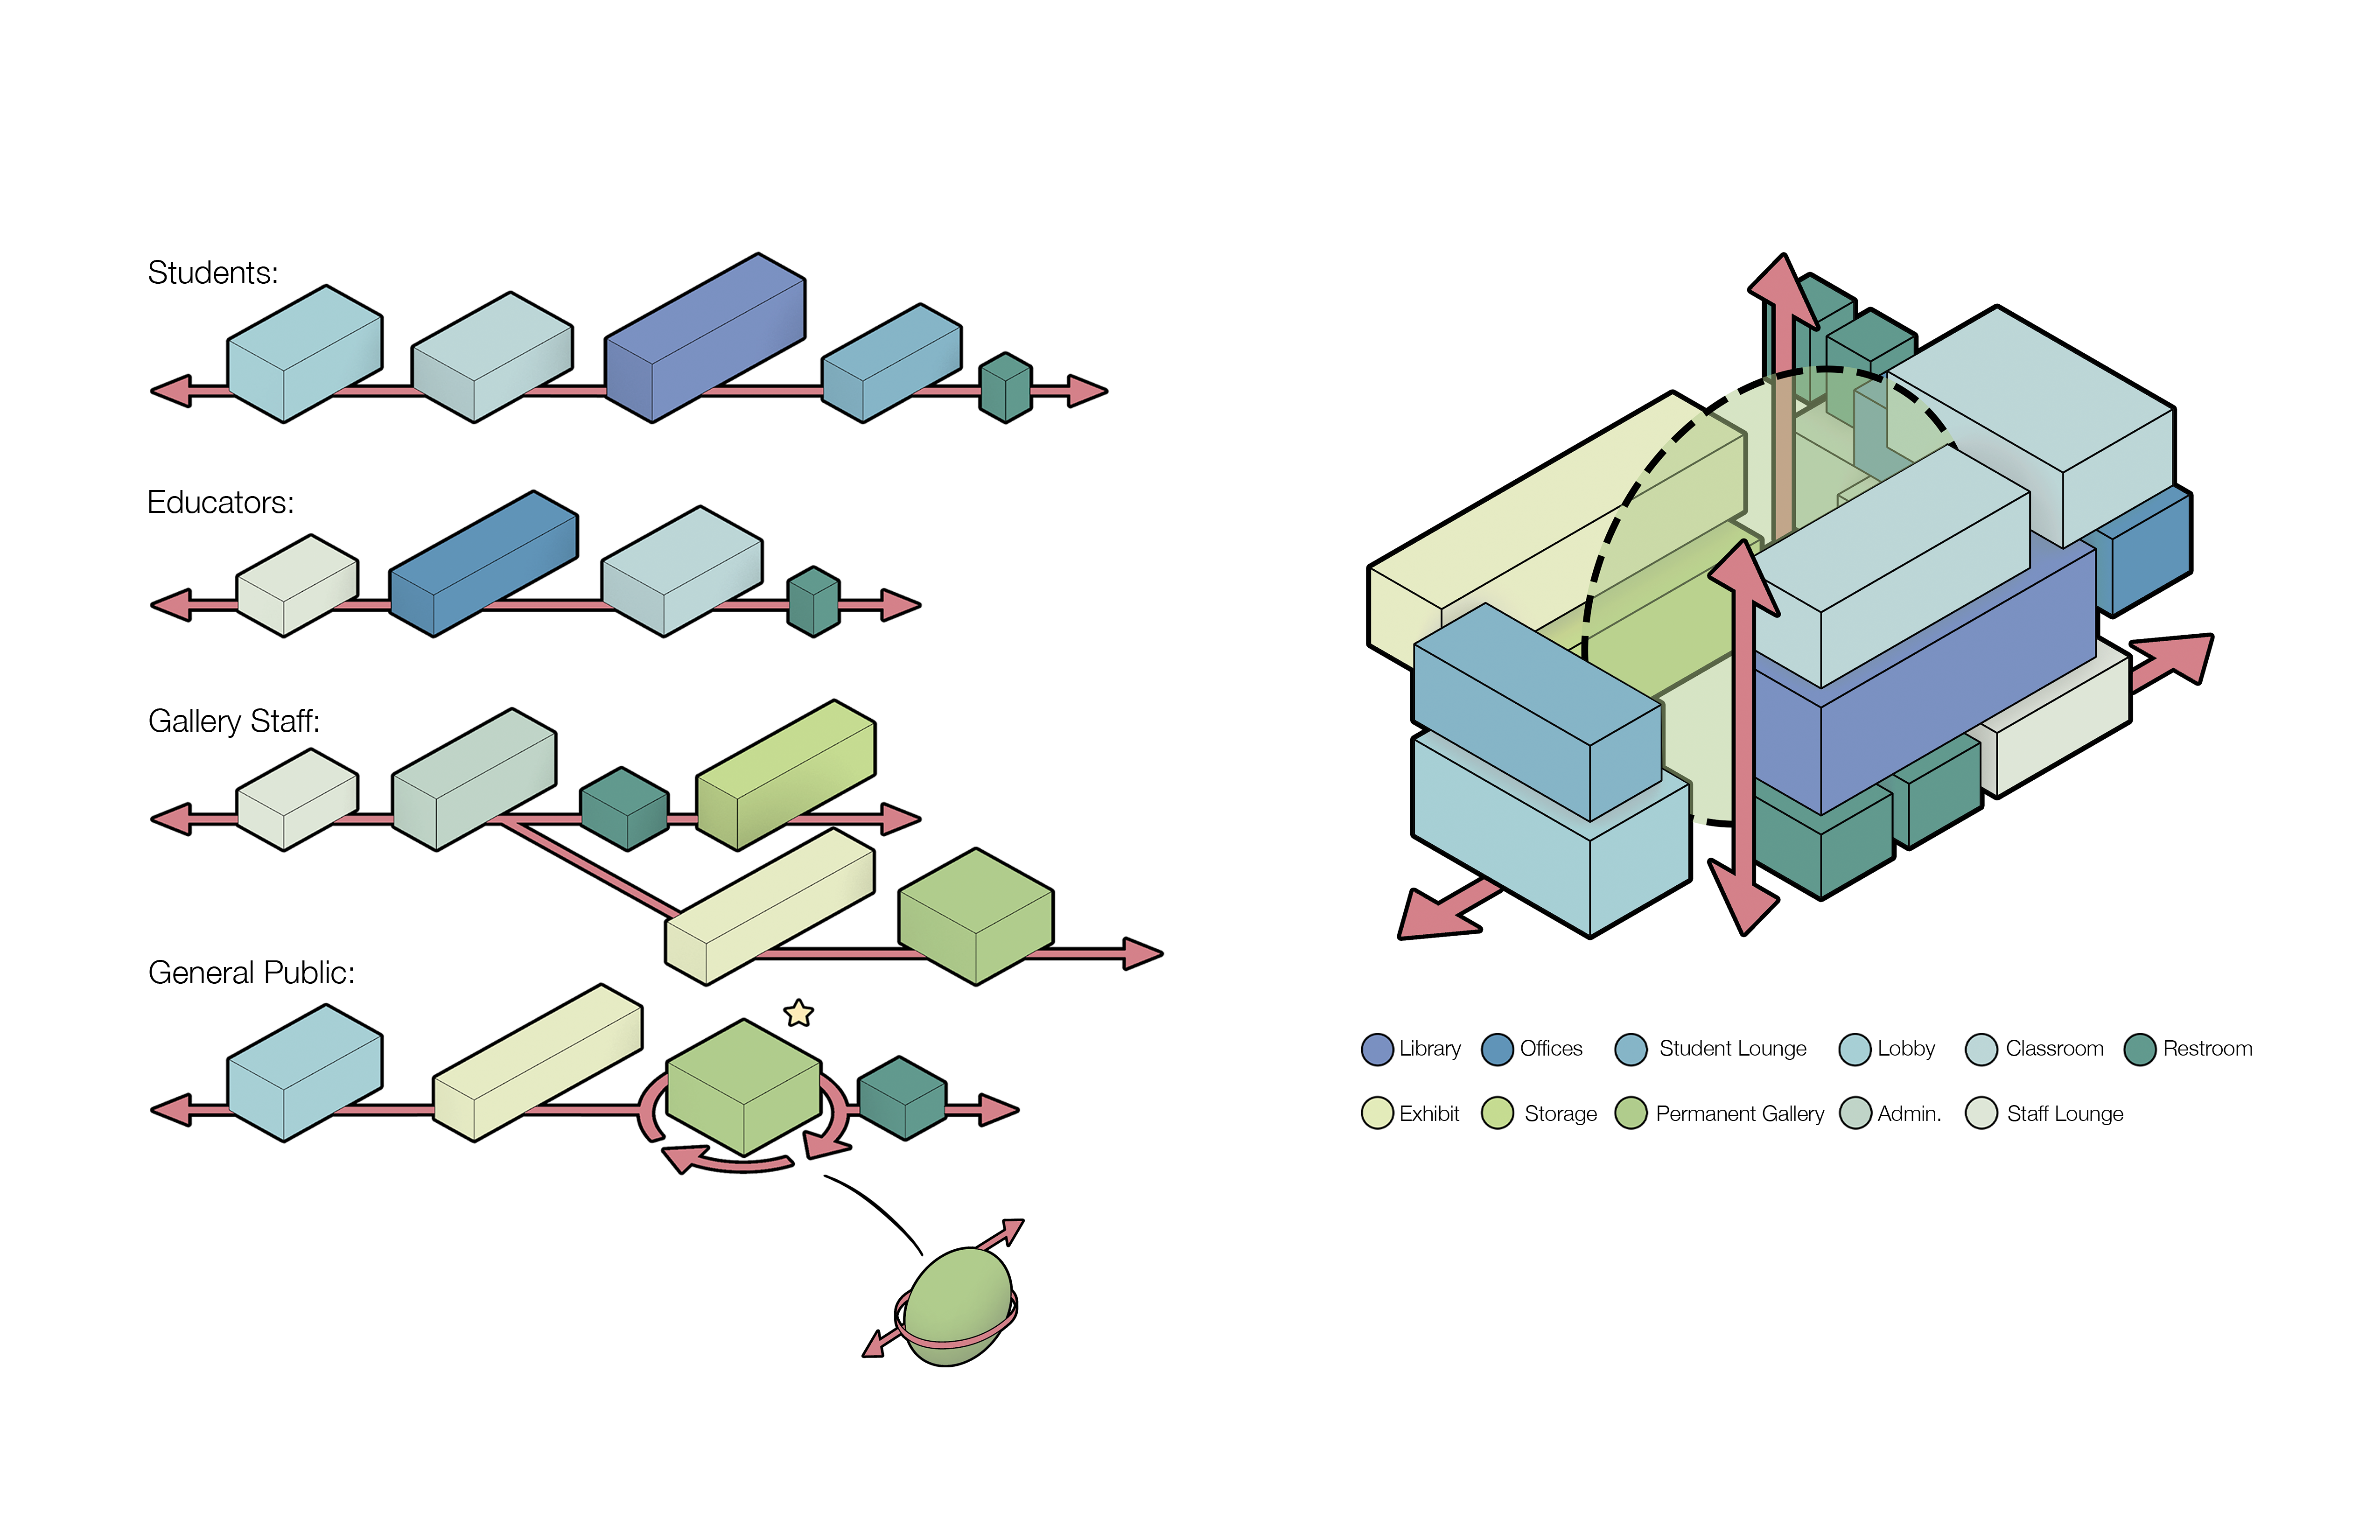 Students:
Educators:
Gallery Staff:
General Public:
Library Offices Student Lounge Lobby Classroom Restroom
Exhibit Storage Permanent Gallery Admin. Staff Lounge